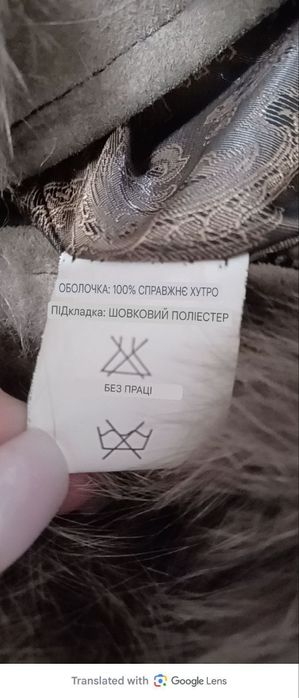 ОБОЛОЧКА: 100% СПРАВЖНЄ ХУТРО
ПІДкладка: ШОВКОВИЙ ПОЛІЕСТЕР
БЕЗ ПРАЦІ
Translated with Google Lens